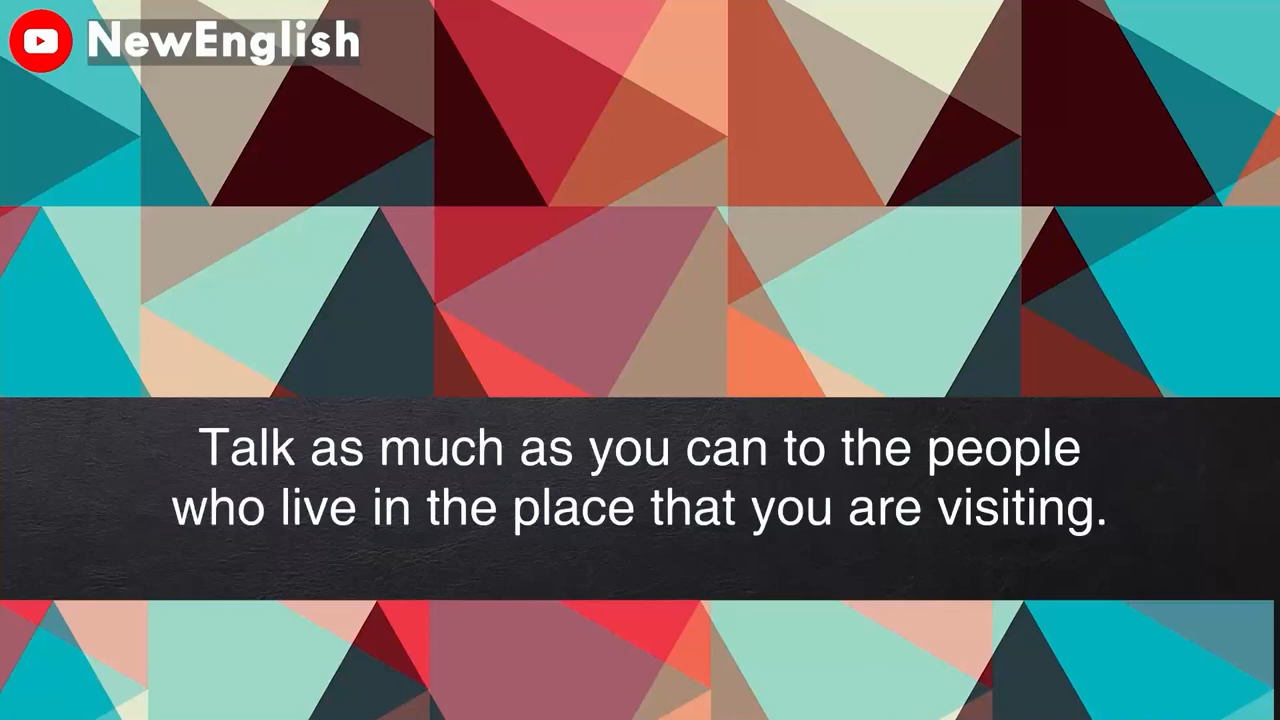 NewEnglish
Talk as much as you can to the people
who live in the place that you are visiting.